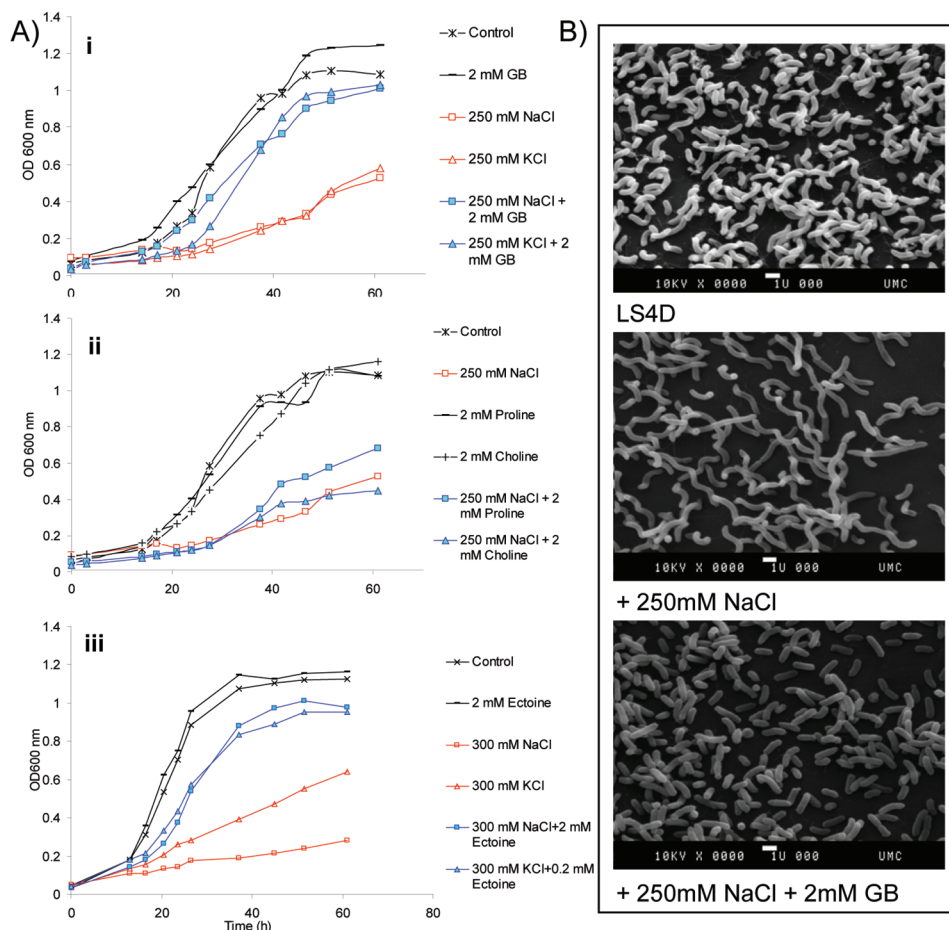 A)
i
OD 600 nm
1.4
1.2
1
0.8
0.6
0.4
0.2
0
0
20
40
60
Control
2 mM GB
250 mM NaCl
250 mM KCl
250 mM NaCl +
2 mM GB
250 mM KCl + 2
mM GB
ii
OD 600 nm
1.4
1.2
1
0.8
0.6
0.4
0.2
0
0
20
40
60
Control
250 mM NaCl
2 mM Proline
2 mM Choline
250 mM NaCl + 2
mM Proline
250 mM NaCl + 2
mM Choline
iii
OD600 nm
1.4
1.2
1
0.8
0.6
0.4
0.2
0
0
20
40
60
80
Time (h)
Control
2 mM Ectoine
300 mM NaCl
300 mM KCl
300 mM NaCl+2 mM
Ectoine
300 mM KCl+0.2 mM
Ectoine
B)
10KV X 0000 1U 000 UMC
LS4D
10KV X 0000 1U 000 UMC
+ 250mM NaCl
10KV X 0000 1U 000 UMC
+ 250mM NaCl + 2mM GB